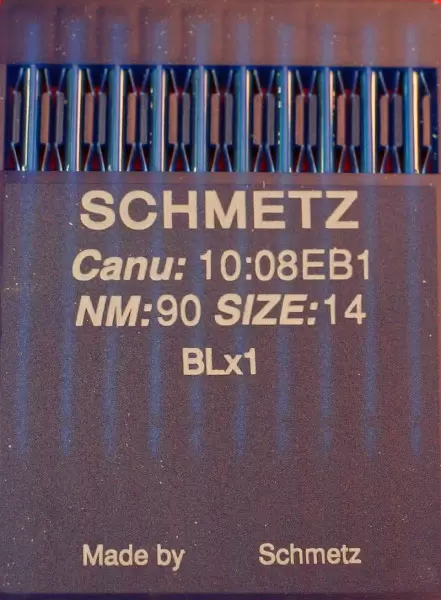 SCHMETZ
Canu: 10:08EB1
NM:90 SIZE:14
BLx1
Made by Schmetz